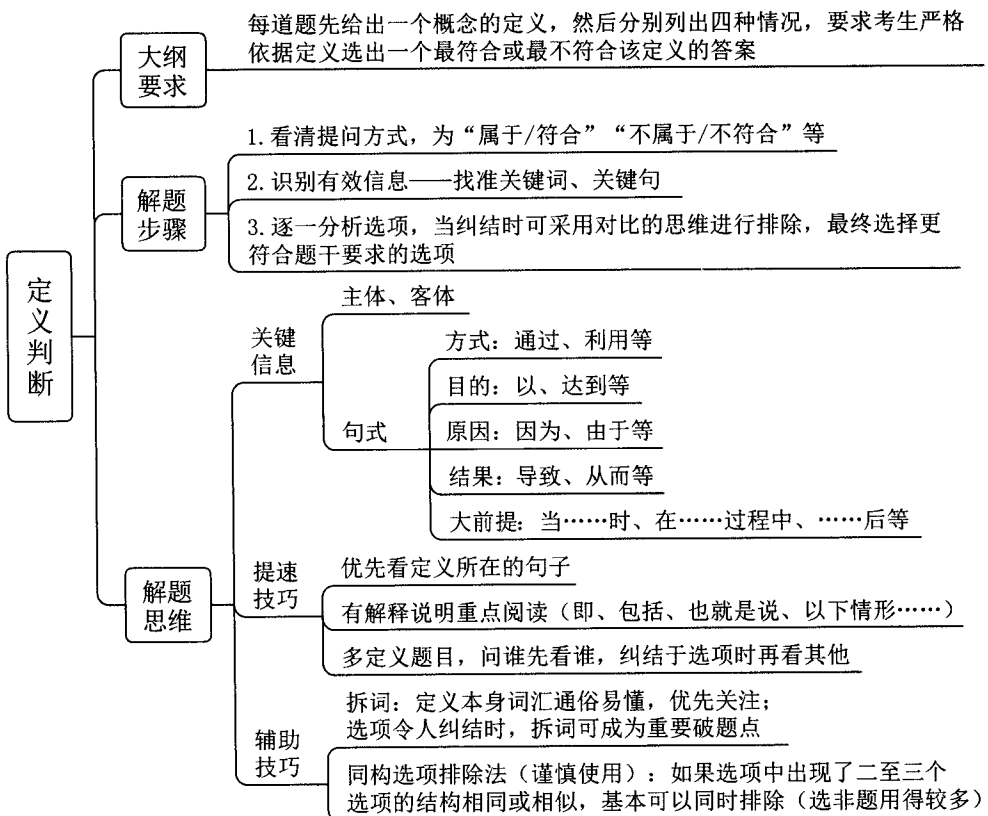 定义判断
大纲
要求
每道题先给出一个概念的定义，然后分别列出四种情况，要求考生严格
依据定义选出一个最符合或最不符合该定义的答案
解题
步骤
1.看清提问方式，为“属于/符合”“不属于/不符合”等
2.识别有效信息——找准关键词、关键句
3.逐一分析选项，当纠结时可采用对比的思维进行排除，最终选择更
符合题干要求的选项
解题
思维
关键
信息
主体、客体
句式
方式：通过、利用等
目的：以、达到等
原因：因为、由于等
结果：导致、从而等
大前提：当……时、在……过程中、……后等
提速
技巧
优先看定义所在的句子
有解释说明重点阅读（即、包括、也就是说、以下情形……）
多定义题目，问谁先看谁，纠结于选项时再看其他
辅助
技巧
拆词：定义本身词汇通俗易懂，优先关注；
选项令人纠结时，拆词可成为重要破题点
同构选项排除法（谨慎使用）：如果选项中出现了二至三个
选项的结构相同或相似，基本可以同时排除（选非题用得较多）